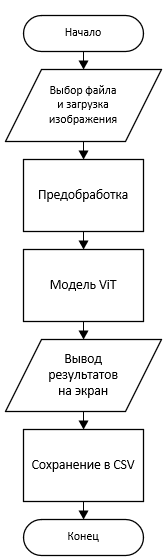 Начало
Выбор файла
и загрузка
изображения
Предобработка
Модель ViT
Вывод
результатов
на экран
Сохранение в CSV
Конец